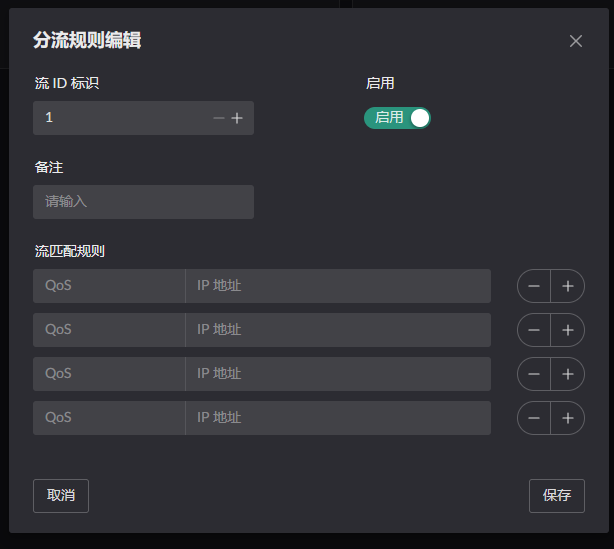 分流规则编辑
流 ID 标识
启用
1
启用
备注
请输入
流匹配规则
QoS IP 地址
QoS IP 地址
QoS IP 地址
QoS IP 地址
取消
保存